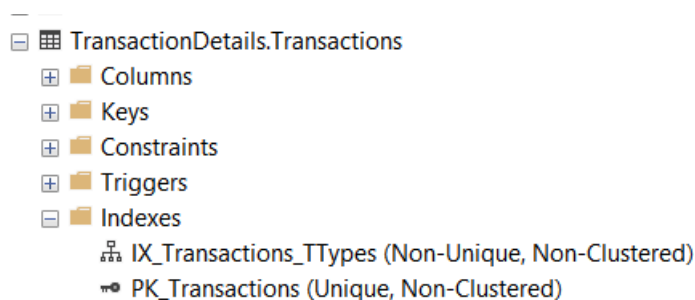 TransactionDetails.Transactions
Columns
Keys
Constraints
Triggers
Indexes
IX_Transactions_TTypes (Non-Unique, Non-Clustered)
PK_Transactions (Unique, Non-Clustered)